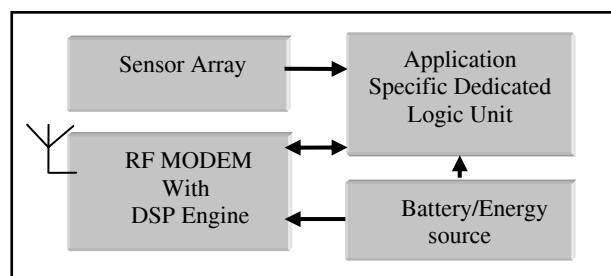 Sensor Array
Application
Specific Dedicated
Logic Unit
RF MODEM
With
DSP Engine
Battery/Energy
source